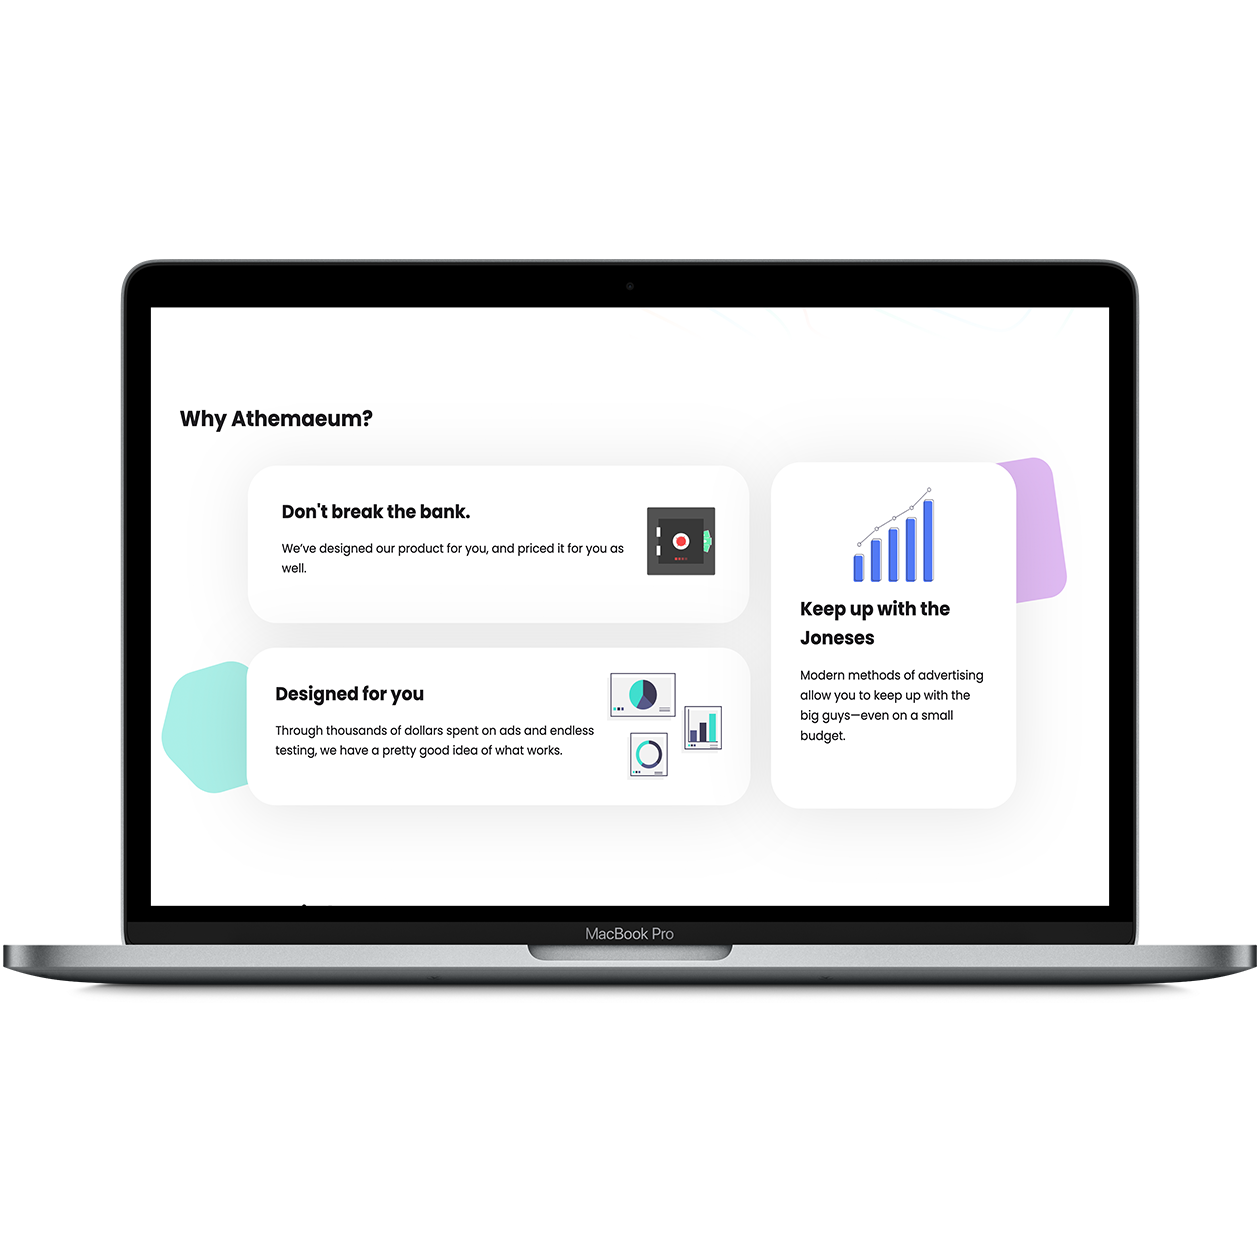 Why Athemaeum?
Don't break the bank.
We've designed our product for you, and priced it for you as
well.
Designed for you
Through thousands of dollars spent on ads and endless
testing, we have a pretty good idea of what works.
Keep up with the
Joneses
Modern methods of advertising
allow you to keep up with the
big guys—even on a small
budget.
MacBook Pro